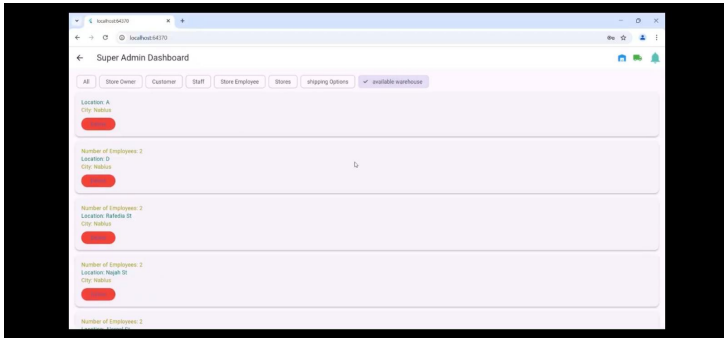 localhost:64370
localhost:64370
Super Admin Dashboard
All
Store Owner
Customer
Staff
Store Employee
Stores
shipping Options
available warehouse
Location: A
City: Nablus
Number of Employees: 2
Location: D
City: Nablus
Number of Employees: 2
Location: Rafedia St
City: Nablus
Number of Employees: 2
Location: Najah St
City: Nablus
Number of Employees: 2